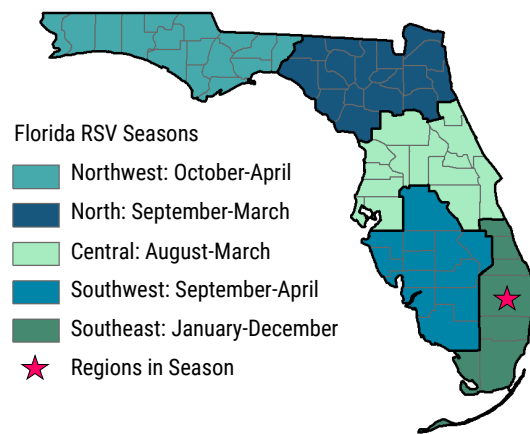 Florida RSV Seasons
Northwest: October-April
North: September-March
Central: August-March
Southwest: September-April
Southeast: January-December
Regions in Season